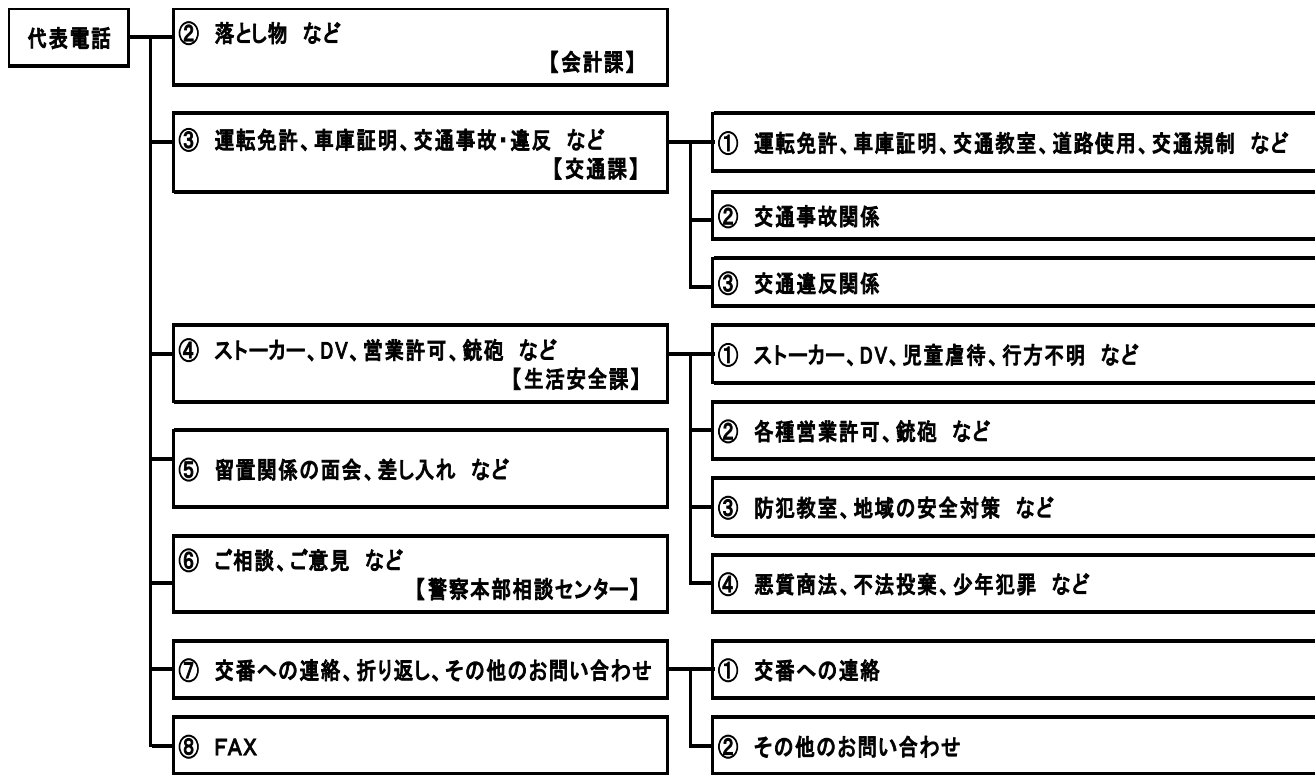 代表電話
② 落とし物 など
【会計課】
③ 運転免許、車庫証明、交通事故・違反 など
【交通課】
① 運転免許、車庫証明、交通教室、道路使用、交通規制 など
② 交通事故関係
③ 交通違反関係
④ ストーカー、DV、営業許可、銃砲 など
【生活安全課】
① ストーカー、DV、児童虐待、行方不明 など
② 各種営業許可、銃砲 など
③ 防犯教室、地域の安全対策 など
④ 悪質商法、不法投棄、少年犯罪 など
⑤ 留置関係の面会、差し入れ など
⑥ ご相談、ご意見 など
【警察本部相談センター】
⑦ 交番への連絡、折り返し、その他のお問い合わせ
① 交番への連絡
② その他のお問い合わせ
⑧ FAX